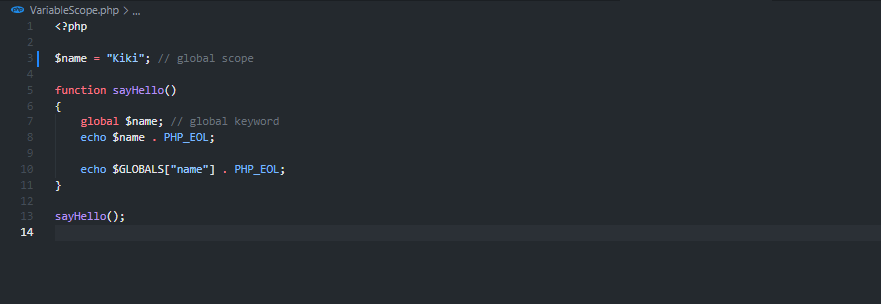 php VariableScope.php > ...
1 <?php
2
3 $name = "Kiki"; // global scope
4
5 function sayHello()
6 {
7 global $name; // global keyword
8 echo $name . PHP_EOL;
9
10 echo $GLOBALS["name"] . PHP_EOL;
11 }
12
13 sayHello();
14